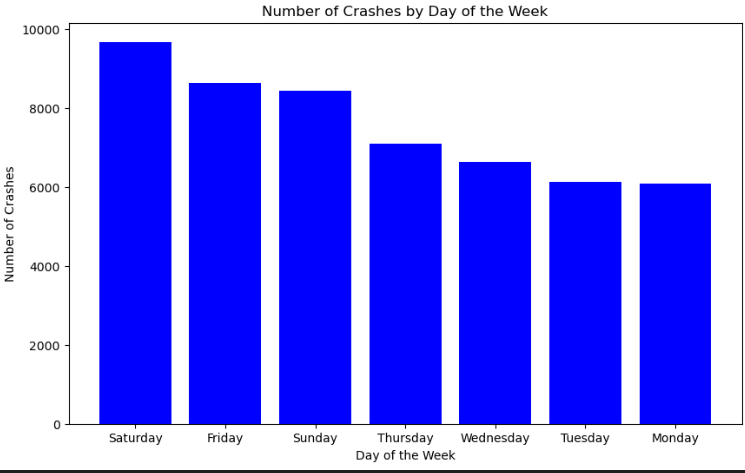 Number of Crashes by Day of the Week
Number of Crashes
10000
8000
6000
4000
2000
0
Saturday Friday Sunday Thursday Wednesday Tuesday Monday
Day of the Week